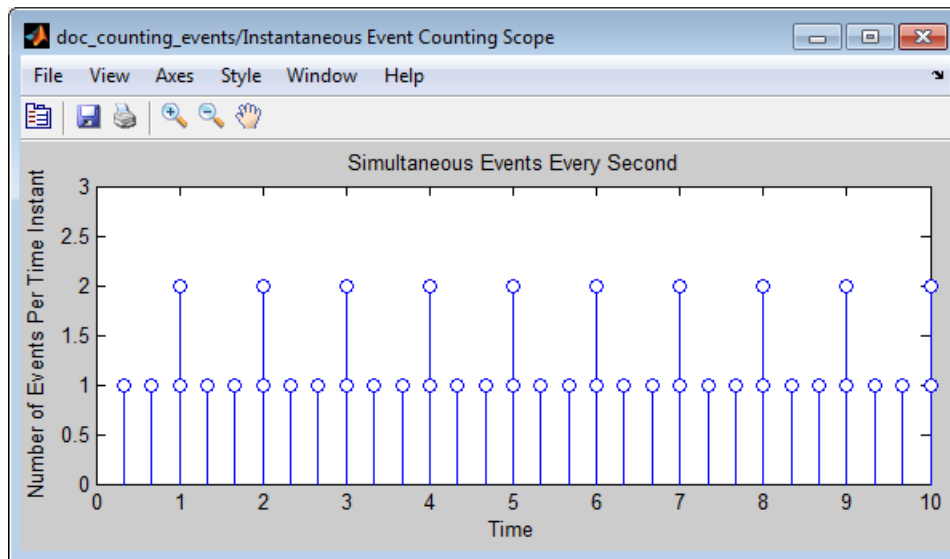 doc_counting_events/Instantaneous Event Counting Scope
File View Axes Style Window Help
Simultaneous Events Every Second
Number of Events Per Time Instant
3
2.5
2
1.5
1
0.5
0
0 1 2 3 4 5 6 7 8 9 10
Time